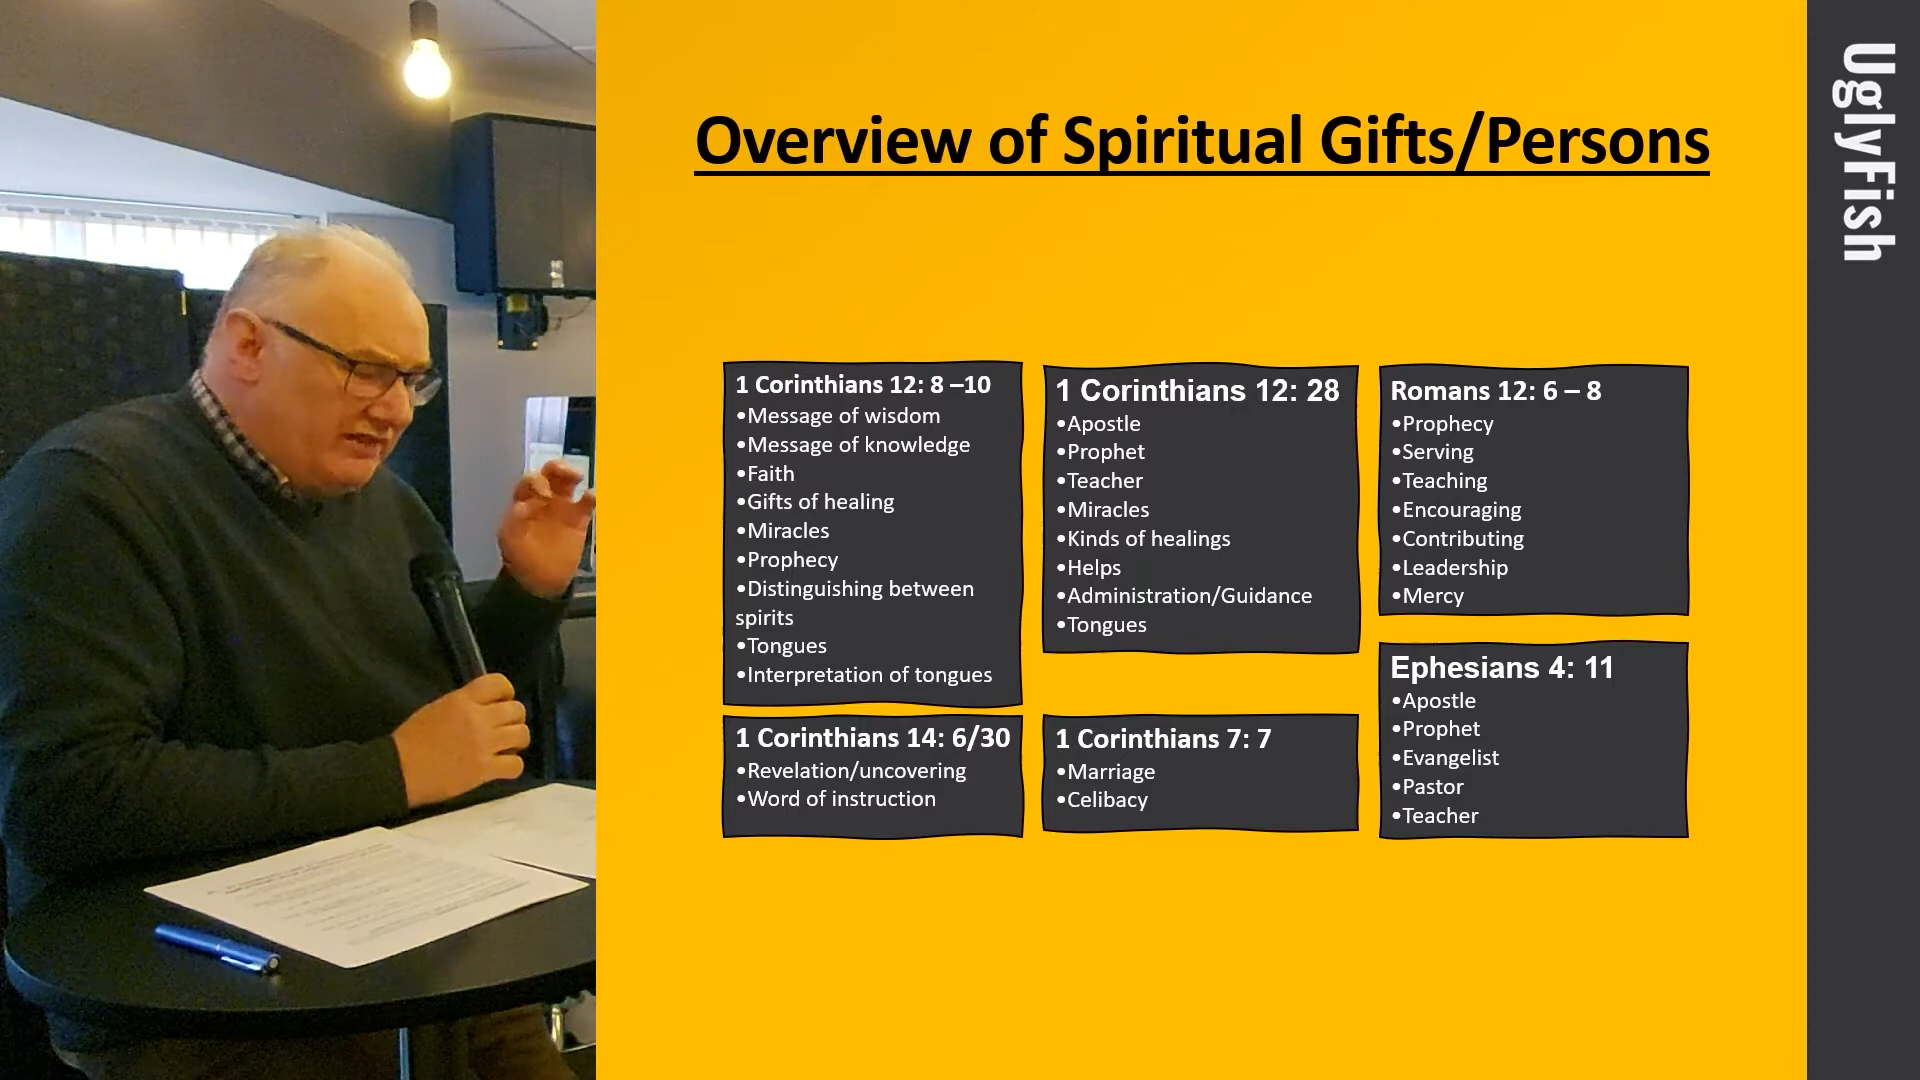 Overview of Spiritual Gifts/Persons
1 Corinthians 12: 8 –10
•Message of wisdom
•Message of knowledge
•Faith
•Gifts of healing
•Miracles
•Prophecy
•Distinguishing between
spirits
•Tongues
•Interpretation of tongues
1 Corinthians 14: 6/30
•Revelation/uncovering
•Word of instruction
1 Corinthians 12: 28
•Apostle
•Prophet
•Teacher
•Miracles
•Kinds of healings
•Helps
•Administration/Guidance
•Tongues
1 Corinthians 7: 7
•Marriage
•Celibacy
Romans 12: 6 – 8
•Prophecy
•Serving
•Teaching
•Encouraging
•Contributing
•Leadership
•Mercy
Ephesians 4: 11
•Apostle
•Prophet
•Evangelist
•Pastor
•Teacher
UglyFish